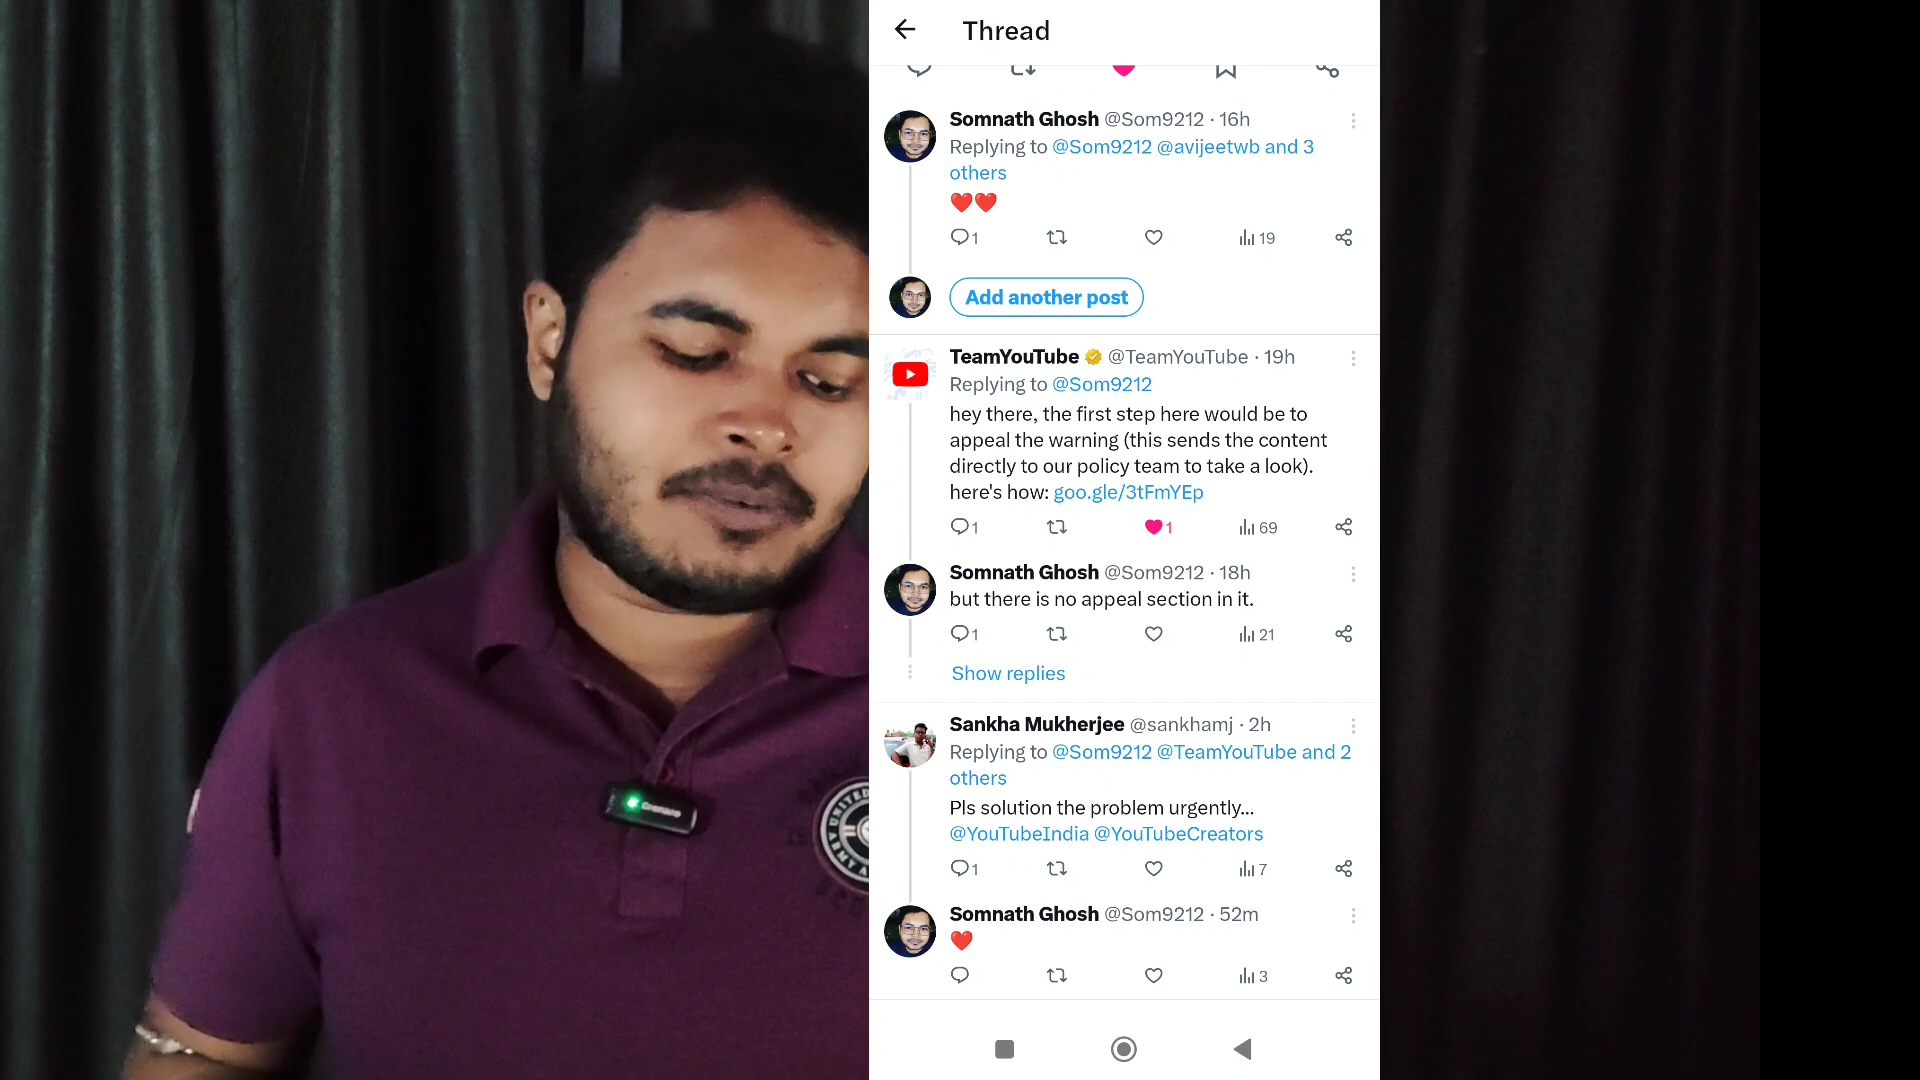 Thread
Somnath Ghosh @Som9212 · 16h
Replying to @Som9212 @avijeetwb and 3
others
❤️❤️
1 19
Add another post
TeamYouTube @TeamYouTube · 19h
Replying to @Som9212
hey there, the first step here would be to
appeal the warning (this sends the content
directly to our policy team to take a look).
here's how: goo.gle/3tFmYEp
1 1 69
Somnath Ghosh @Som9212 · 18h
but there is no appeal section in it.
1 21
Show replies
Sankha Mukherjee @sankhamj · 2h
Replying to @Som9212 @TeamYouTube and 2
others
Pls solution the problem urgently...
@YouTubeIndia @YouTubeCreators
1 7
Somnath Ghosh @Som9212 · 52m
❤️
3
UNITED